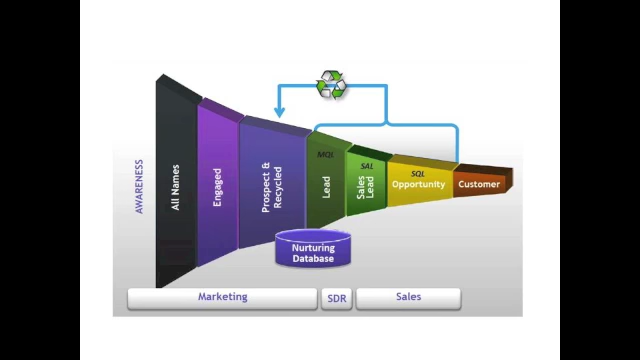 AWARENESS
All Names
Engaged
Prospect &
Recycled
MQL
Lead
SAL
Sales
Lead
SQL
Opportunity
Customer
Nurturing
Database
Marketing
SDR
Sales